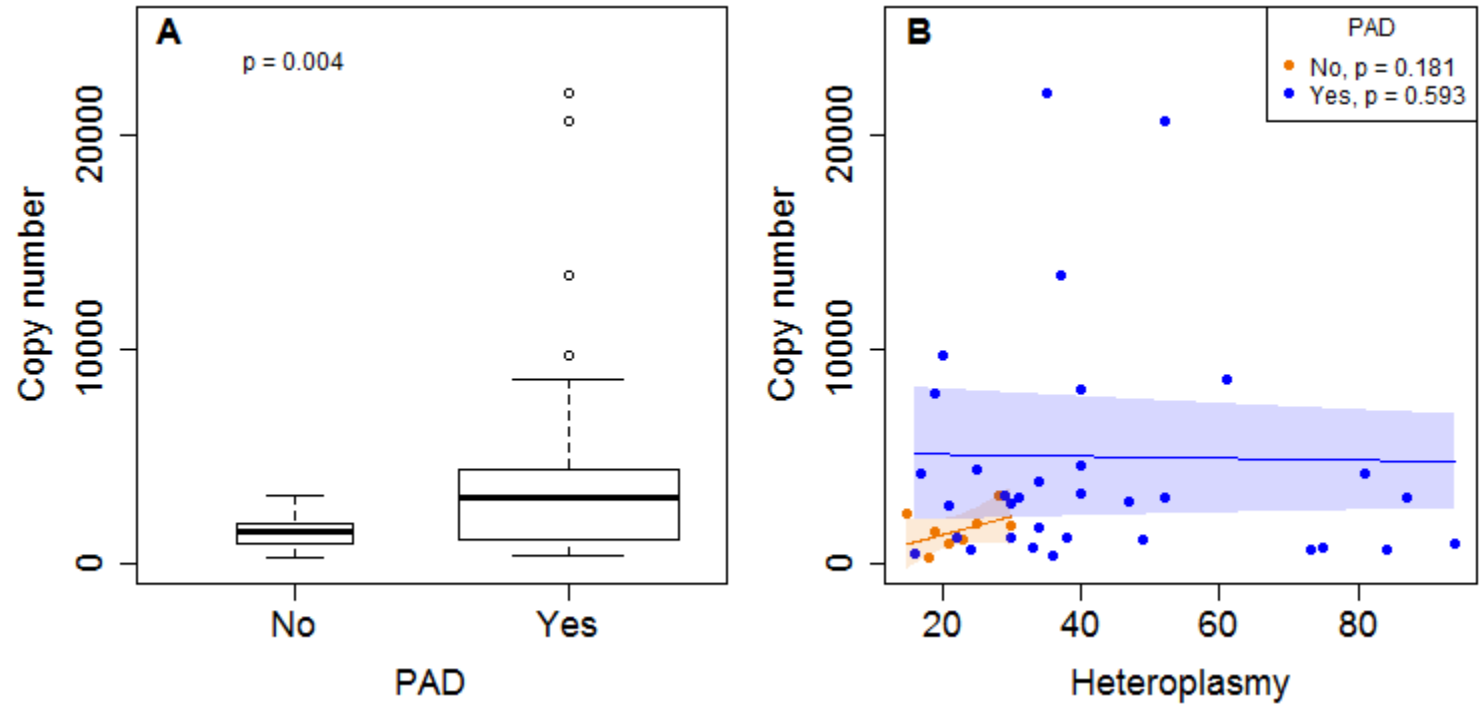 A
p = 0.004
Copy number
20000
10000
0
No
Yes
PAD
B
PAD
No, p = 0.181
Yes, p = 0.593
Copy number
20000
10000
0
20
40
60
80
Heteroplasmy